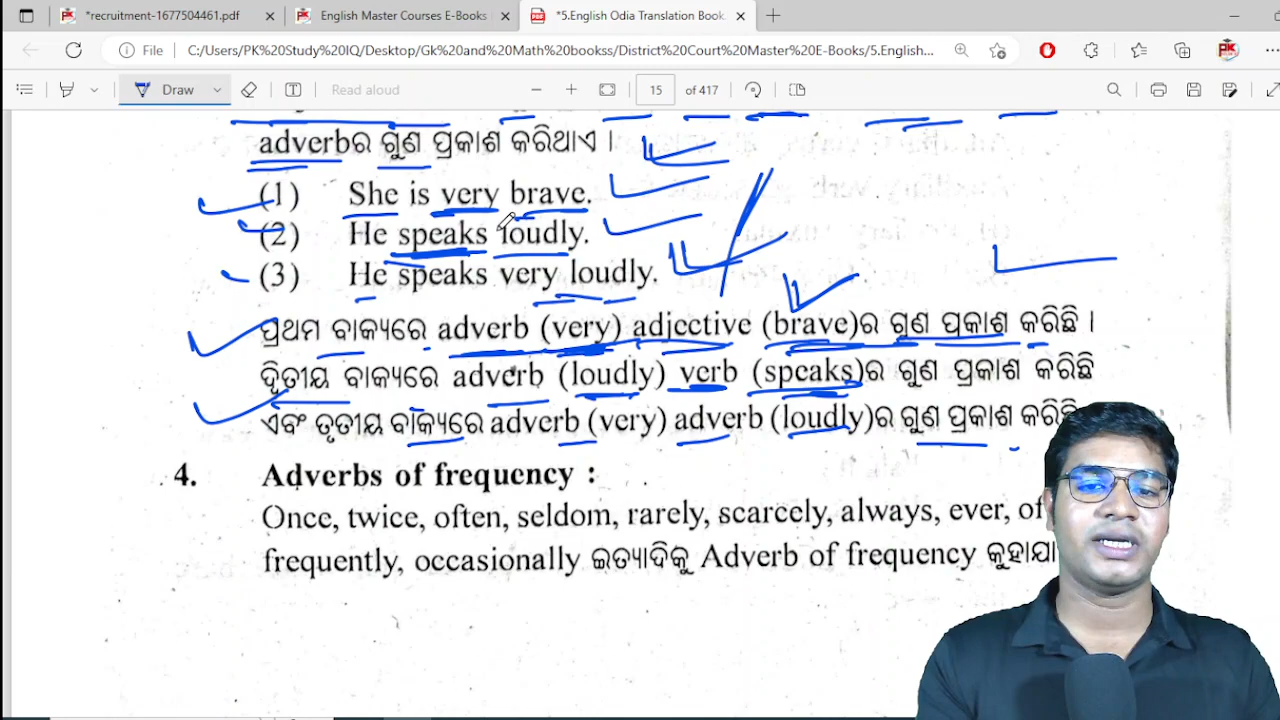 *recruitment-1677504461.pdf
English Master Courses E-Books
*5.English Odia Translation Book.
File C:/Users/PK%20Study%20IQ/Desktop/Gk%20and%20Math%20bookss/District%20Court%20Master%20E-Books/5.English...
Draw Read aloud 15 of 417
adverbର ଗୁଣ ପ୍ରକାଶ କରିଥାଏ ।
(1) She is very brave.
(2) He speaks loudly.
(3) He speaks very loudly.
ପ୍ରଥମ ବାକ୍ୟରେ adverb (very) adjective (brave)ର ଗୁଣ ପ୍ରକାଶ କରିଛି ।
ଦ୍ୱିତୀୟ ବାକ୍ୟରେ adverb (loudly) verb (speaks)ର ଗୁଣ ପ୍ରକାଶ କରିଛି
ଏବଂ ତୃତୀୟ ବାକ୍ୟରେ adverb (very) adverb (loudly)ର ଗୁଣ ପ୍ରକାଶ କରିଛି
4. Adverbs of frequency :
Once, twice, often, seldom, rarely, scarcely, always, ever, of
frequently, occasionally ଇତ୍ୟାଦିକୁ Adverb of frequency କୁହାଯା